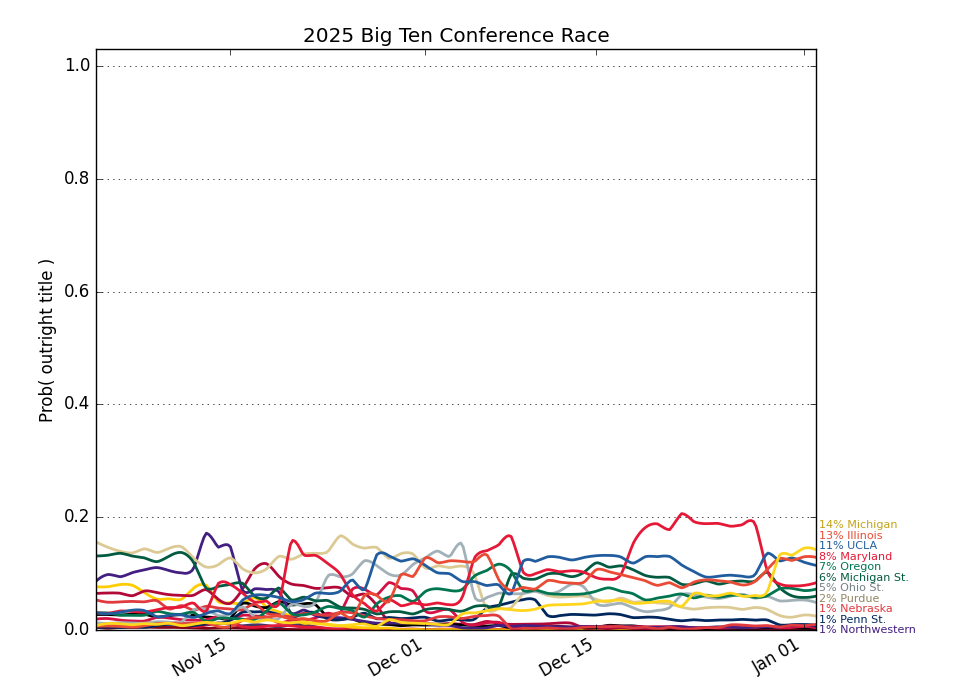 2025 Big Ten Conference Race
Prob( outright title )
1.0
0.8
0.6
0.4
0.2
0.0
Nov 15
Dec 01
Dec 15
Jan 01
14% Michigan
13% Illinois
11% UCLA
8% Maryland
7% Oregon
6% Michigan St.
5% Ohio St.
2% Purdue
1% Nebraska
1% Penn St.
1% Northwestern